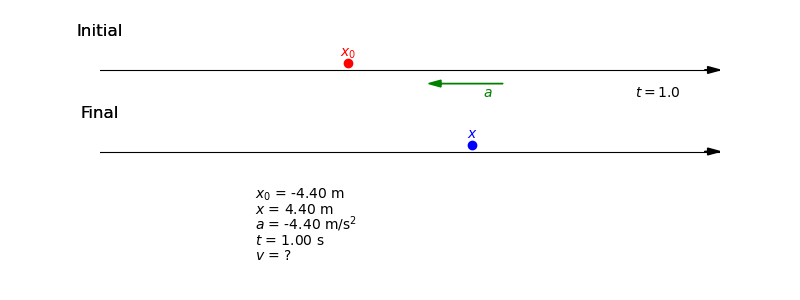 Initial
x₀
a
t = 1.0
Final
x
x₀ = -4.40 m
x = 4.40 m
a = -4.40 m/s²
t = 1.00 s
v = ?